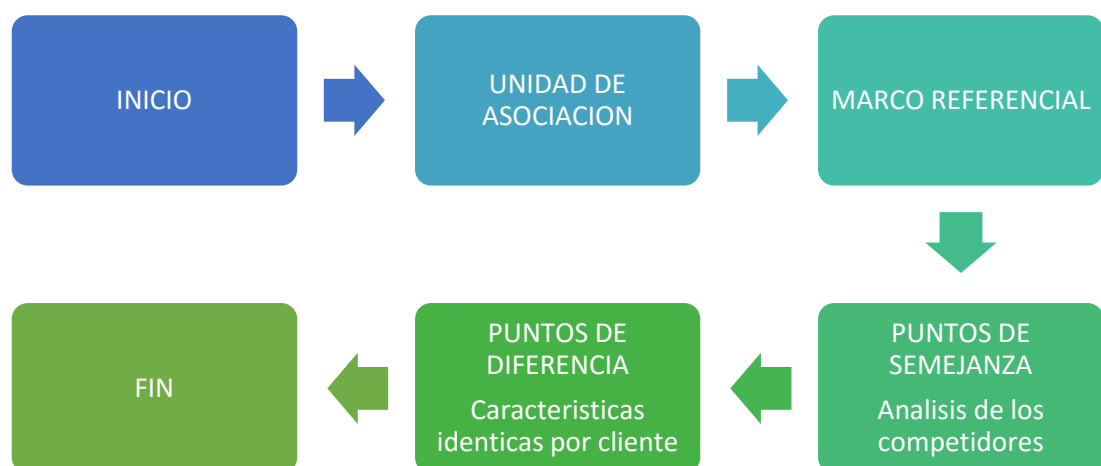 INICIO
UNIDAD DE
ASOCIACION
MARCO REFERENCIAL
PUNTOS DE
SEMEJANZA
Analisis de los
competidores
PUNTOS DE
DIFERENCIA
Caracteristicas
identicas por cliente
FIN